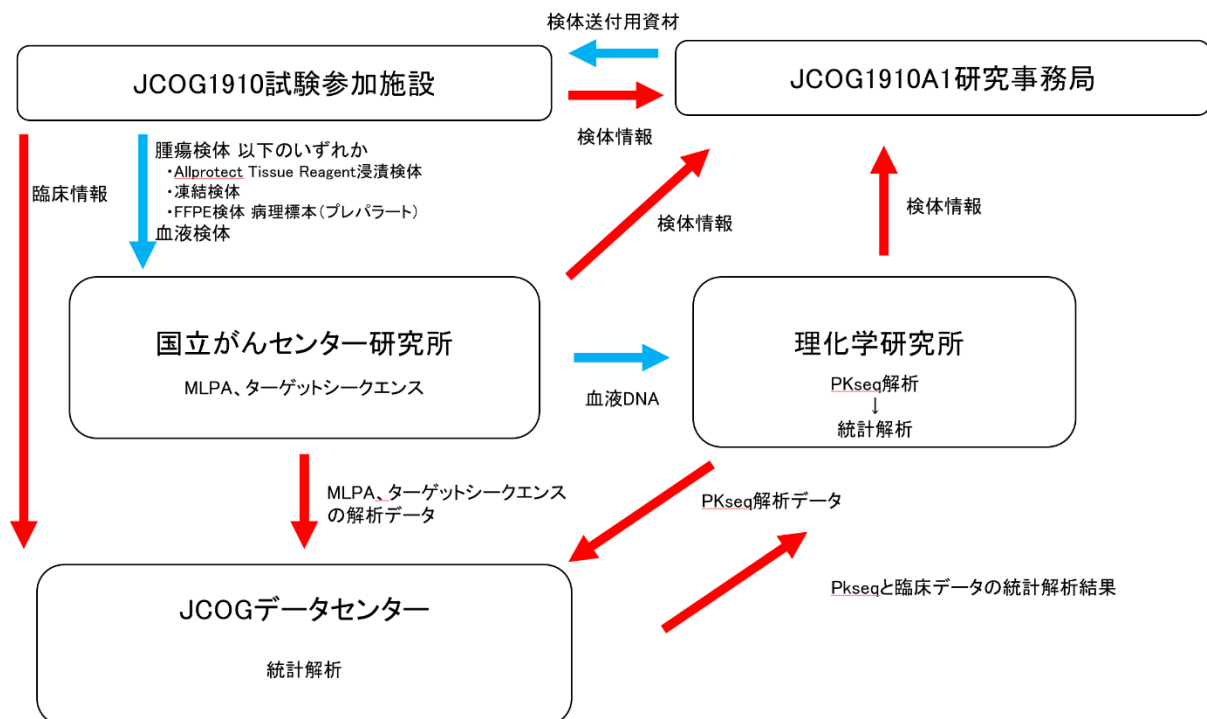 検体送付用資材
JCOG1910試験参加施設
JCOG1910A1研究事務局
検体情報
臨床情報
腫瘍検体 以下のいずれか
・Allprotect Tissue Reagent浸漬検体
・凍結検体
・FFPE検体 病理標本(プレパラート)
血液検体
検体情報
検体情報
国立がんセンター研究所
MLPA、ターゲットシークエンス
血液DNA
理化学研究所
PKseq解析
↓
統計解析
MLPA、ターゲットシークエンス
の解析データ
PKseq解析データ
Pkseqと臨床データの統計解析結果
JCOGデータセンター
統計解析